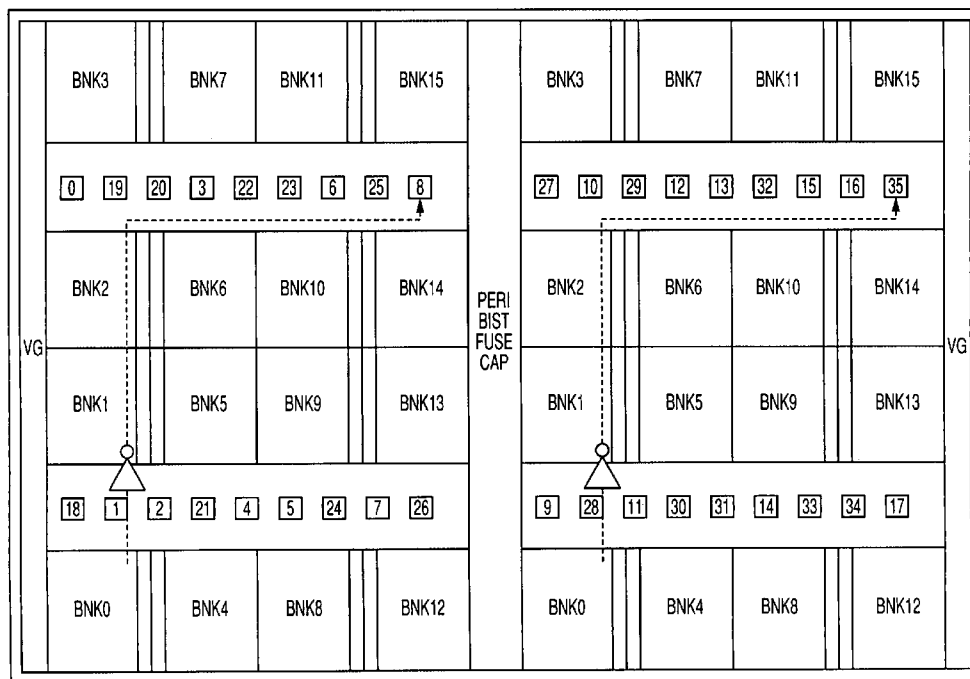 BNK3 BNK7 BNK11 BNK15 BNK3 BNK7 BNK11 BNK15
0 19 20 3 22 23 6 25 8 27 10 29 12 13 32 15 16 35
BNK2 BNK6 BNK10 BNK14 BNK2 BNK6 BNK10 BNK14
PERI
BIST
FUSE
CAP
VG VG
BNK1 BNK5 BNK9 BNK13 BNK1 BNK5 BNK9 BNK13
18 1 2 21 4 5 24 7 26 9 28 11 30 31 14 33 34 17
BNK0 BNK4 BNK8 BNK12 BNK0 BNK4 BNK8 BNK12